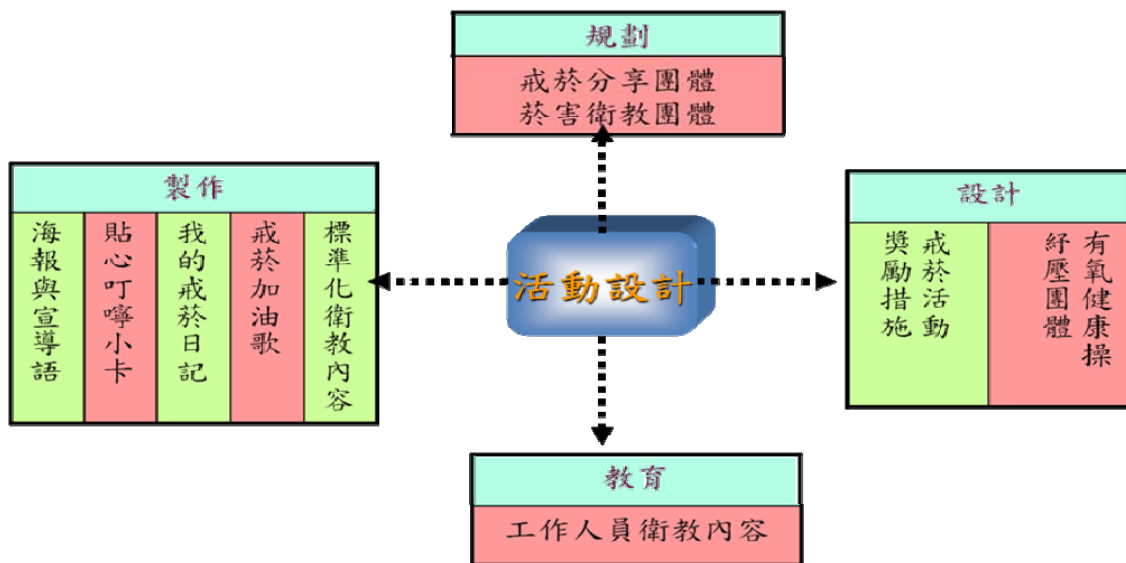 規劃
戒菸分享團體
菸害衛教團體
製作
標準化衛教內容
戒菸加油歌
我的戒菸日記
貼心叮嚀小卡
海報與宣導語
活動設計
設計
有氧健康操
紓壓團體
戒菸活動
獎勵措施
教育
工作人員衛教內容